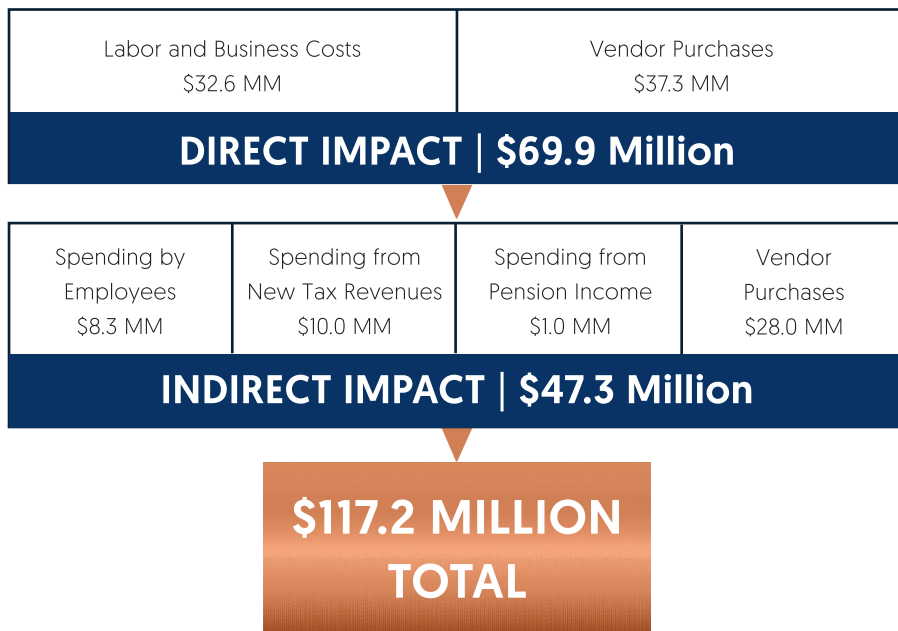 Labor and Business Costs
$32.6 MM
Vendor Purchases
$37.3 MM
DIRECT IMPACT | $69.9 Million
Spending by
Employees
$8.3 MM
Spending from
New Tax Revenues
$10.0 MM
Spending from
Pension Income
$1.0 MM
Vendor
Purchases
$28.0 MM
INDIRECT IMPACT | $47.3 Million
$117.2 MILLION
TOTAL